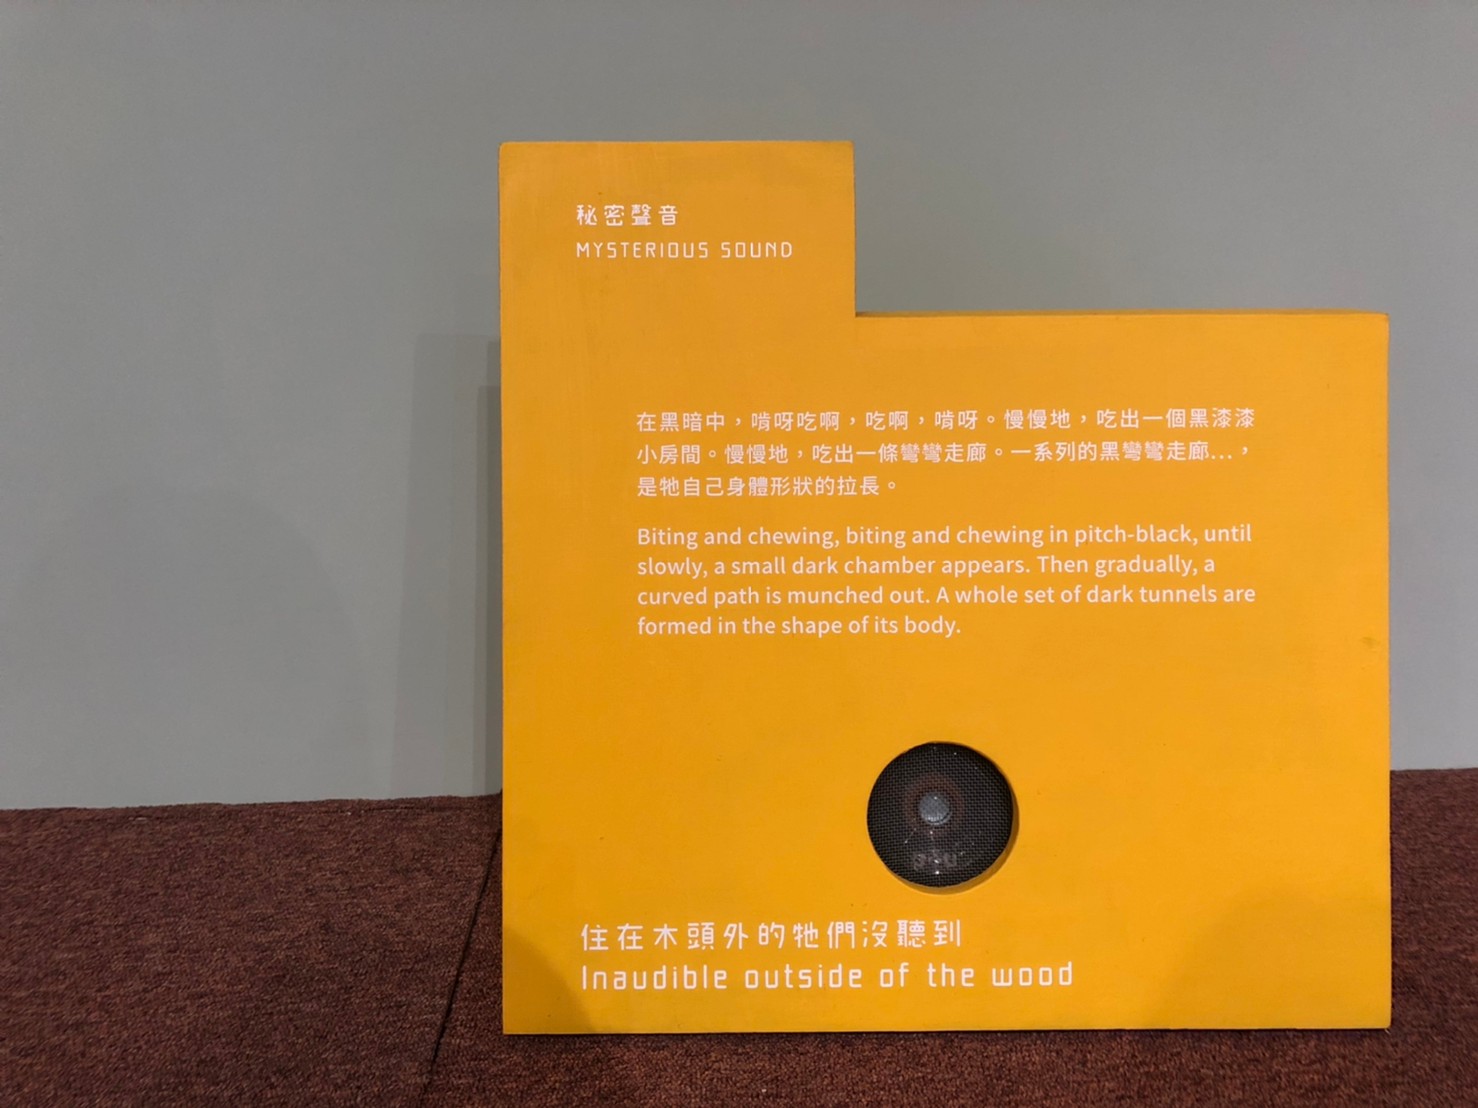 秘密聲音
MYSTERIOUS SOUND
在黑暗中，啃呀吃啊，吃啊，啃呀。慢慢地，吃出一個黑漆漆
小房間。慢慢地，吃出一條彎彎走廊。一系列的黑彎彎走廊...，
是牠自己身體形狀的拉長。
Biting and chewing, biting and chewing in pitch-black, until
slowly, a small dark chamber appears. Then gradually, a
curved path is munched out. A whole set of dark tunnels are
formed in the shape of its body.
住在木頭外的牠們沒聽到
Inaudible outside of the wood